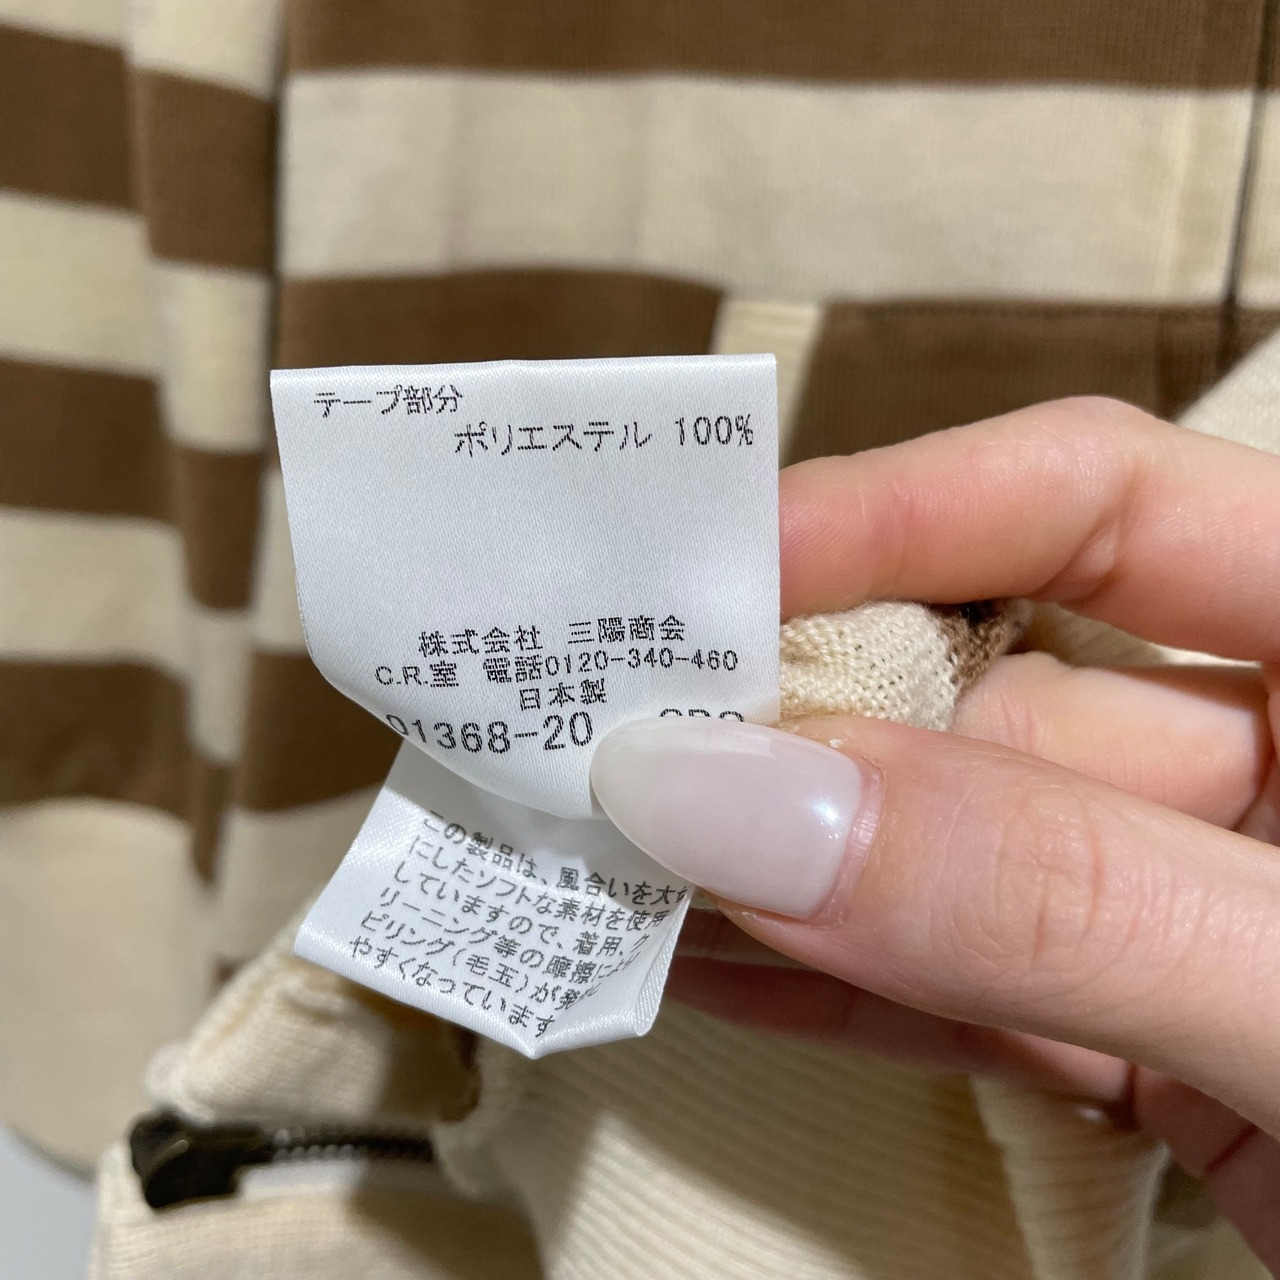 テープ部分
ポリエステル 100%
株式会社 三陽商会
C.R.室 電話0120-340-460
日本製
01368-20
この製品は、風合いを大
にしたソフトな素材を使用
していますので、着用、ク
リーニング等の摩擦に
ピリング(毛玉)が発
やすくなっています